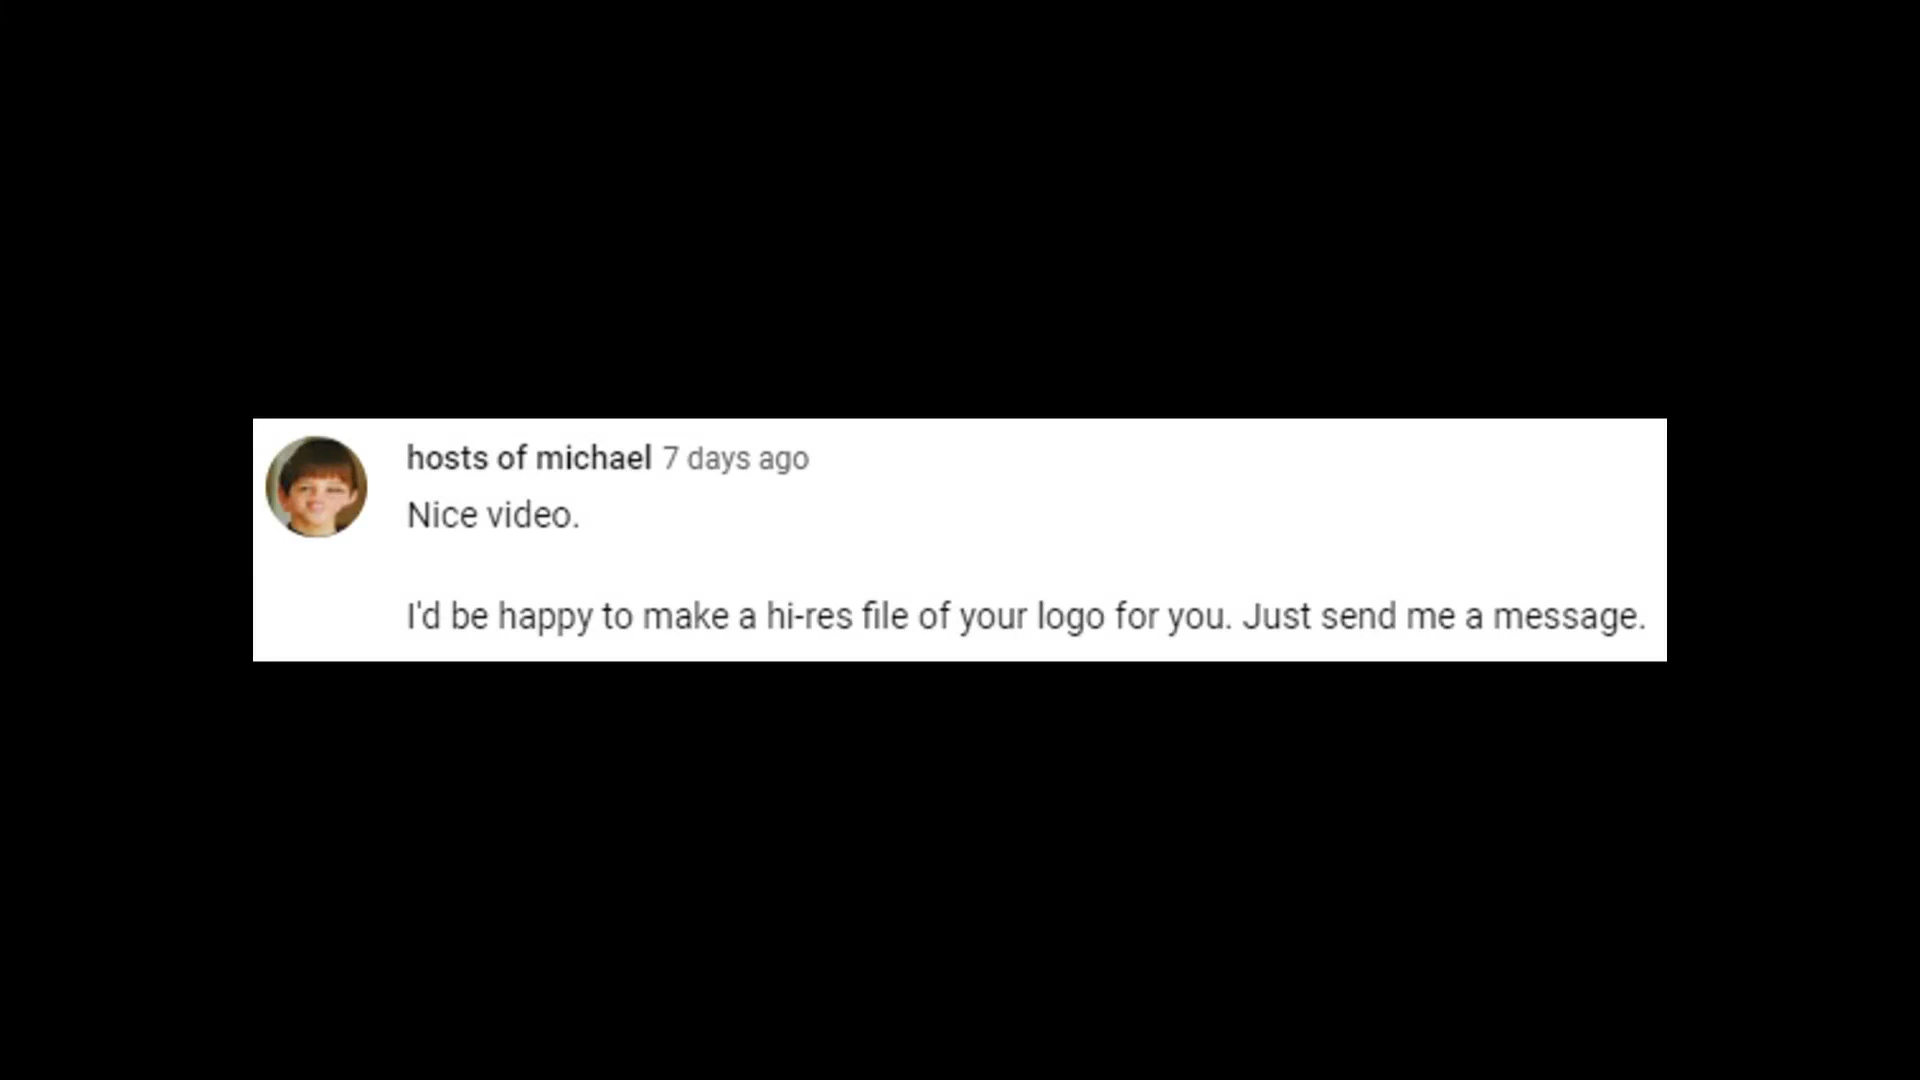 hosts of michael 7 days ago
Nice video.
I'd be happy to make a hi-res file of your logo for you. Just send me a message.